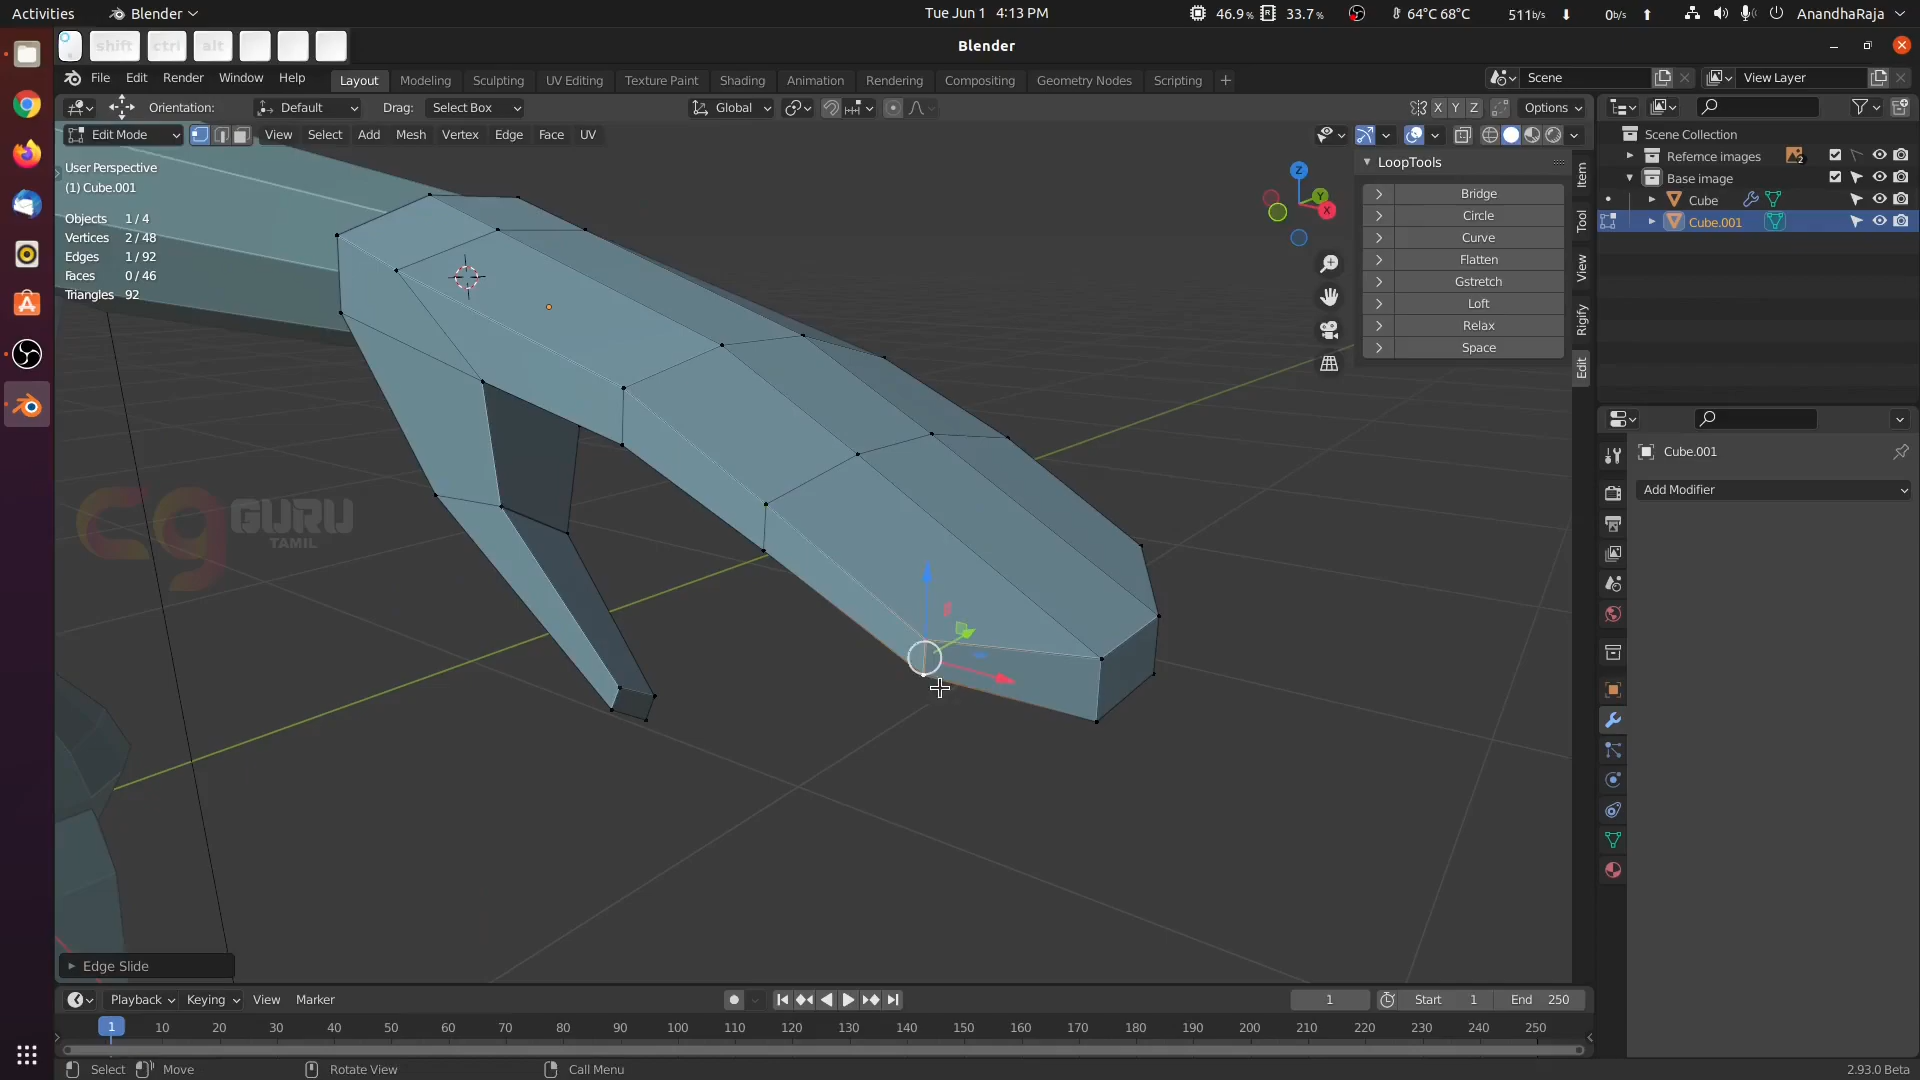 Activities
Blender
Tue Jun 1 4:13 PM
46.9 %
33.7 %
64°C 68°C
511b/s
0b/s
AnandhaRaja
shift
ctrl
alt
Blender
File Edit Render Window Help
Layout Modeling Sculpting UV Editing Texture Paint Shading Animation Rendering Compositing Geometry Nodes Scripting +
Scene
View Layer
Orientation:
Default
Drag:
Select Box
Global
X Y Z
Options
Edit Mode
View Select Add Mesh Vertex Edge Face UV
User Perspective
(1) Cube.001
Objects 1 / 4
Vertices 2 / 48
Edges 1 / 92
Faces 0 / 46
Triangles 92
Z
Y
X
LoopTools
Bridge
Circle
Curve
Flatten
Gstretch
Loft
Relax
Space
Item
Tool
View
Rigify
Edit
Scene Collection
Refemce images
2
Base image
Cube
Cube.001
Cube.001
Add Modifier
cg GURU
TAMIL
Edge Slide
Playback Keying View Marker
1
Start 1
End 250
1 10 20 30 40 50 60 70 80 90 100 110 120 130 140 150 160 170 180 190 200 210 220 230 240 250
Select
Move
Rotate View
Call Menu
2.93.0 Beta